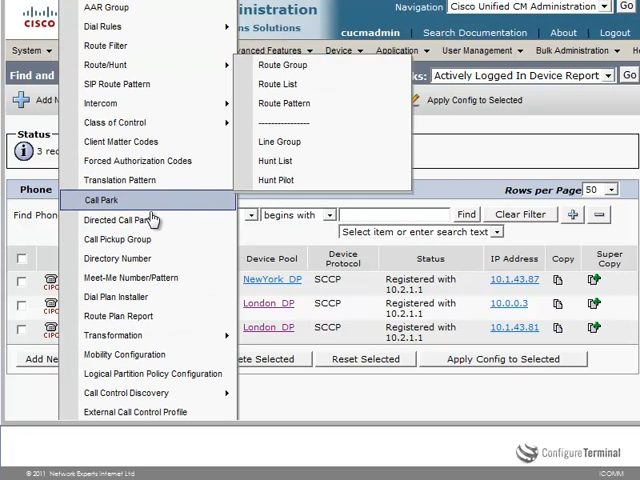 cisco
AAR Group
Dial Rules
Route Filter
Route/Hunt
SIP Route Pattern
Intercom
Class of Control
Client Matter Codes
Forced Authorization Codes
Translation Pattern
Call Park
Directed Call Park
Call Pickup Group
Directory Number
Meet-Me Number/Pattern
Dial Plan Installer
Route Plan Report
Transformation
Mobility Configuration
Logical Partition Policy Configuration
Call Control Discovery
External Call Control Profile
Route Group
Route List
Route Pattern
----------------
Line Group
Hunt List
Hunt Pilot
inistration
ns Solutions
Navigation Cisco Unified CM Administration Go
cucmadmin Search Documentation About Logout
System
vanced Features Device Application User Management Bulk Administration
Find and
ks: Actively Logged In Device Report Go
Add N
Apply Config to Selected
Status
3 rec
Phone
Rows per Page 50
Find Phon
begins with Find Clear Filter
Select item or enter search text
Device Pool Device Protocol Status IP Address Copy Super Copy
CIPC NewYork_DP SCCP Registered with 10.2.1.1 10.1.43.87
CIPC London_DP SCCP Registered with 10.2.1.1 10.0.0.3
CIPC London_DP SCCP Registered with 10.2.1.1 10.1.43.81
Add Ne
ete Selected Reset Selected Apply Config to Selected
ConfigureTerminal
© 2011 Network Experts Internet Ltd
iCOMM